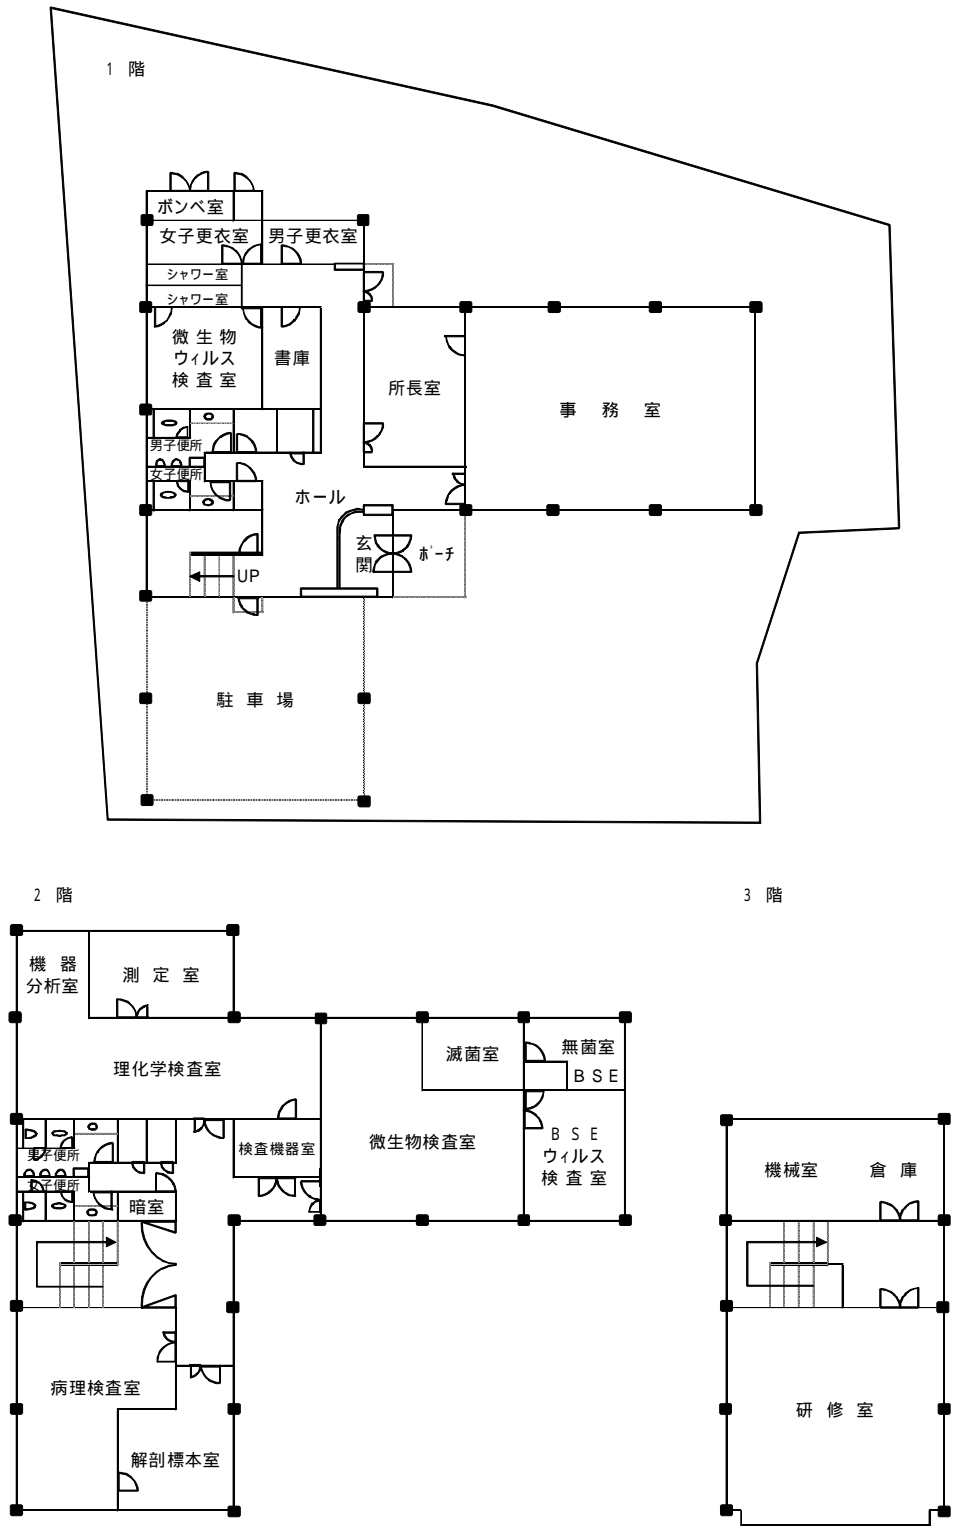 1 階
ボンベ室
女子更衣室
男子更衣室
シャワー室
シャワー室
微生物
ウィルス
検査室
書庫
所長室
事務室
男子便所
女子便所
ホール
玄
関
ポーチ
UP
駐車場
2 階
機器
分析室
測定室
理化学検査室
滅菌室
無菌室
BSE
男子便所
女子便所
検査機器室
微生物検査室
BSE
ウィルス
検査室
暗室
病理検査室
解剖標本室
3 階
機械室
倉庫
研修室